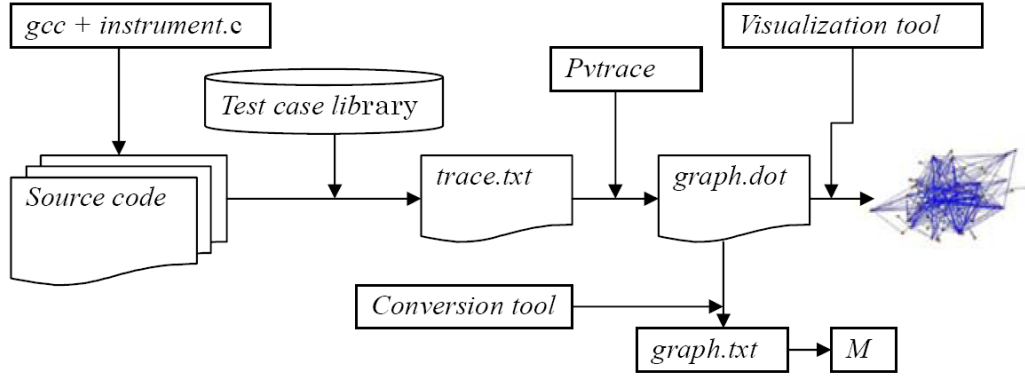 gcc + instrument.c
Visualization tool
Pvtrace
Test case library
Source code
trace.txt
graph.dot
Conversion tool
graph.txt
M